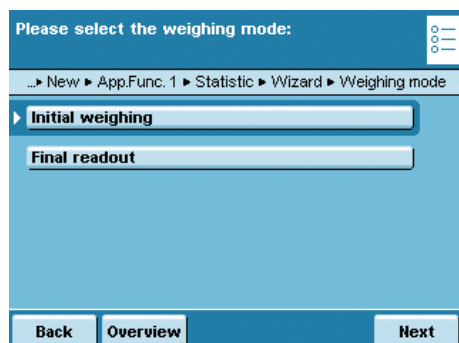 Please select the weighing mode:
...▸ New ▸ App.Func. 1 ▸ Statistic ▸ Wizard ▸ Weighing mode
Initial weighing
Final readout
Back Overview Next